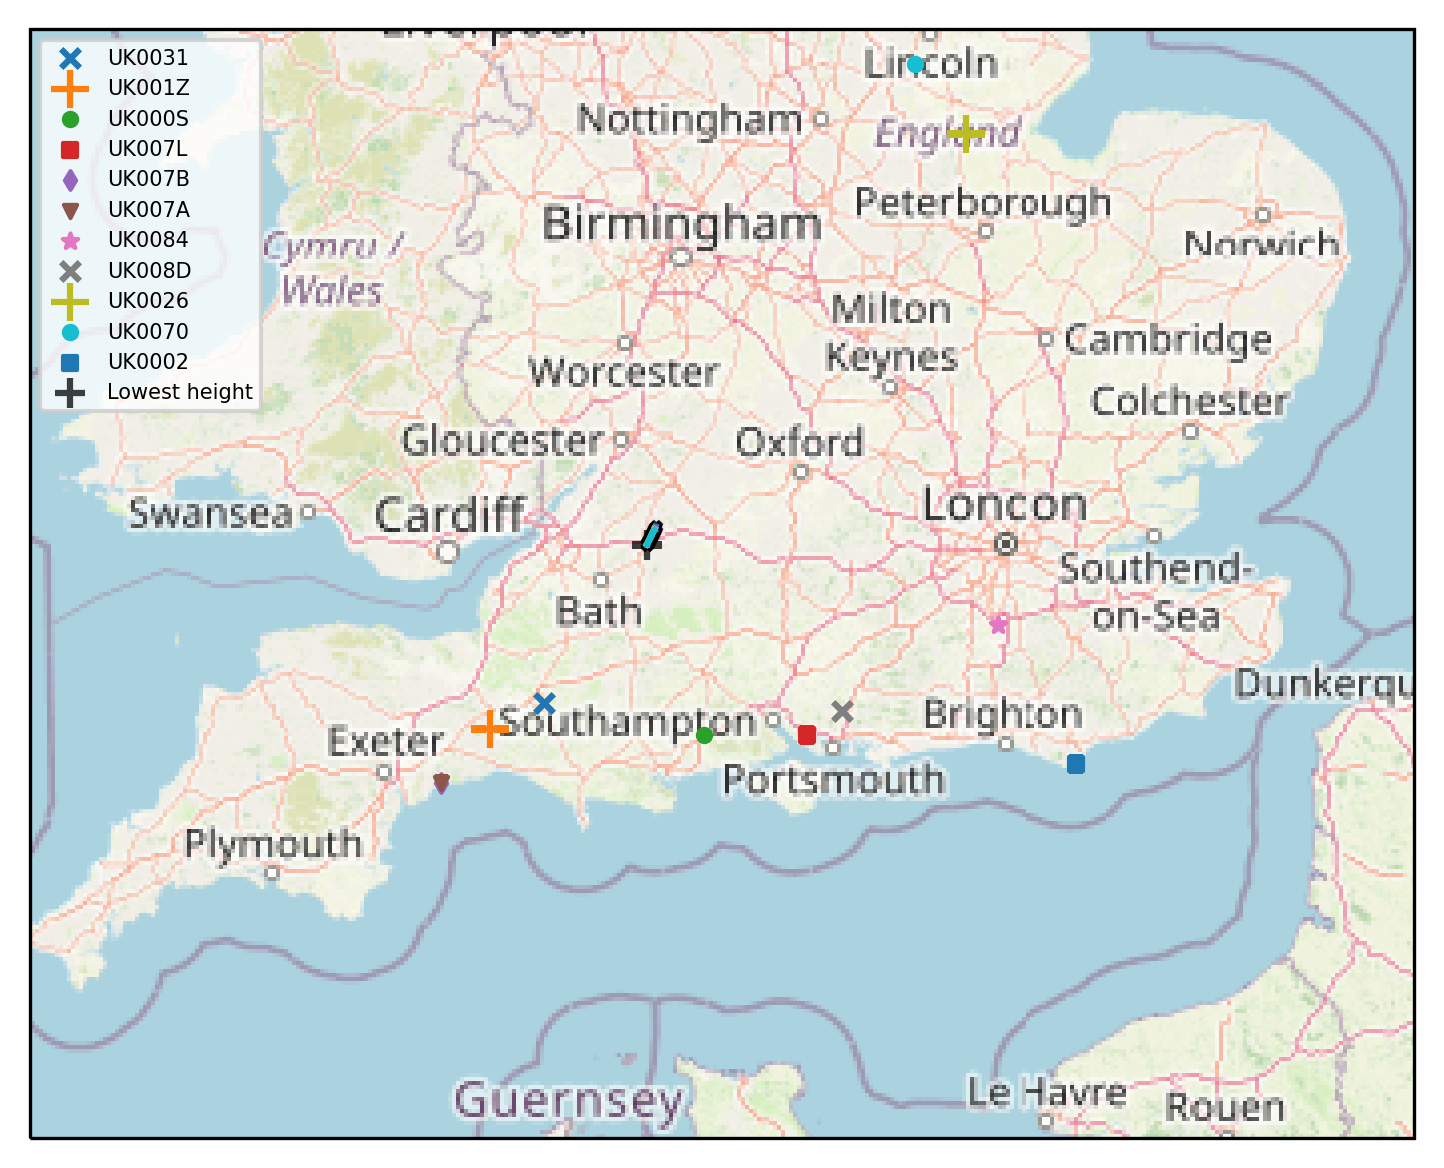 UK0031
UK001Z
UK000S
UK007L
UK007B
UK007A
UK0084
UK008D
UK0026
UK0070
UK0002
Lowest height
Lincoln
Nottingham
England
Peterborough
Birmingham
Norwich
Cymru /
Wales
Milton
Keynes
Cambridge
Worcester
Colchester
Gloucester
Oxford
Swansea
Cardiff
Loncon
Southend-
on-Sea
Bath
Dunkerqu
Exeter
Southampton
Brighton
Portsmouth
Plymouth
Guernsey
Le Havre
Rouen